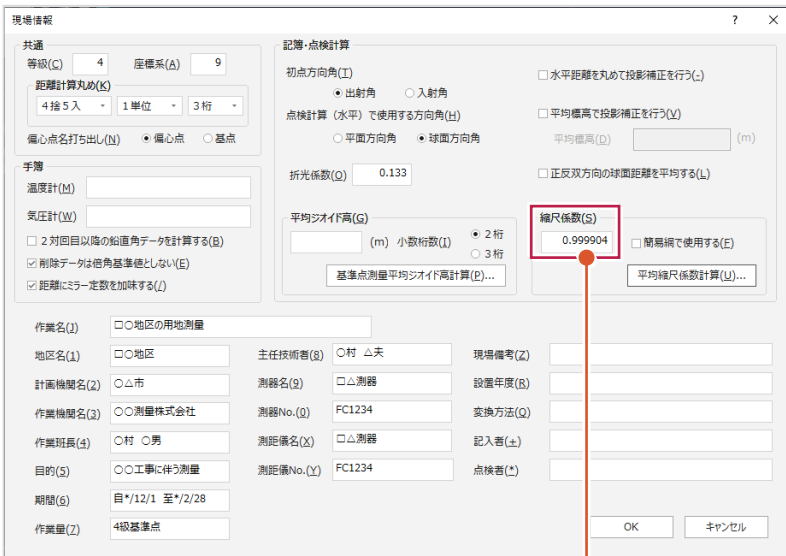 現場情報
? ×
共通
等級(C) 4 座標系(A) 9
距離計算丸め(K)
4捨5入 1単位 3桁
偏心点名打ち出し(N) 偏心点 基点
手簿
温度計(M)
気圧計(W)
2対回目以降の鉛直角データを計算する(B)
削除データは倍角基準値としない(E)
距離にミラー定数を加味する(/)
記簿・点検計算
初点方向角(T)
出射角 入射角
点検計算(水平)で使用する方向角(H)
平面方向角 球面方向角
折光係数(O) 0.133
水平距離を丸めて投影補正を行う(-)
平均標高で投影補正を行う(V)
平均標高(D) (m)
正反双方向の球面距離を平均する(L)
平均ジオイド高(G)
(m) 小数桁数(I) 2桁
3桁
基準点測量平均ジオイド高計算(P)...
縮尺係数(S)
0.999904 簡易網で使用する(F)
平均縮尺係数計算(U)...
作業名(J) □○地区の用地測量
地区名(1) □○地区
計画機関名(2) ○△市
作業機関名(3) ○○測量株式会社
作業班長(4) ○村 ○男
目的(5) ○○工事に伴う測量
期間(6) 自*/12/1 至*/2/28
作業量(7) 4級基準点
主任技術者(8) ○村 △夫
測器名(9) □△測器
測器No.(0) FC1234
測距儀名(X) □△測器
測距儀No.(Y) FC1234
現場備考(Z)
設置年度(R)
変換方法(Q)
記入者(+)
点検者(*)
OK キャンセル